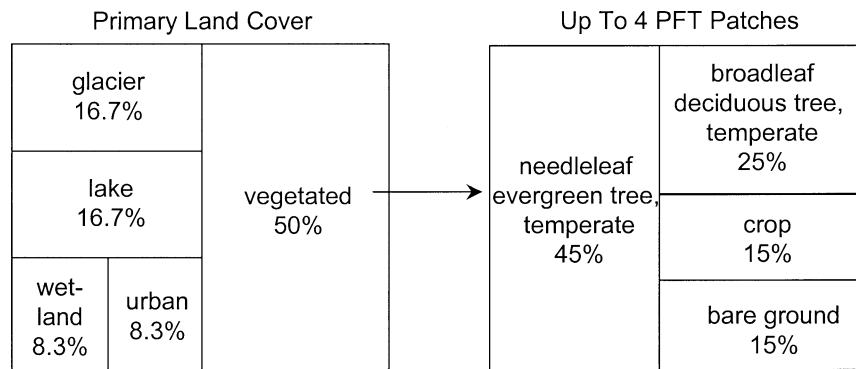 Primary Land Cover
glacier
16.7%
lake
16.7%
wet-
land
8.3%
urban
8.3%
vegetated
50%
Up To 4 PFT Patches
needleleaf
evergreen tree,
temperate
45%
broadleaf
deciduous tree,
temperate
25%
crop
15%
bare ground
15%